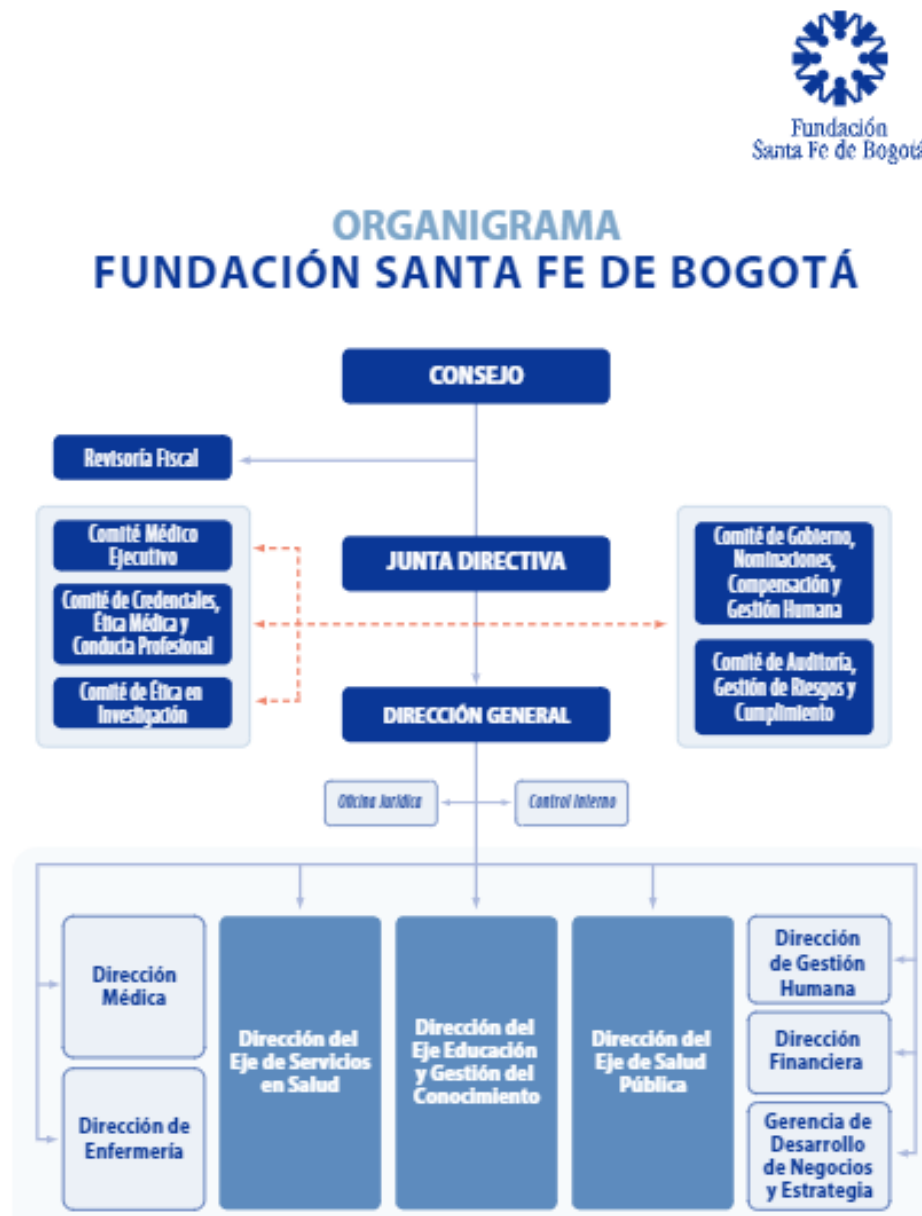 Fundación
Santa Fe de Bogotá
ORGANIGRAMA
FUNDACIÓN SANTA FE DE BOGOTÁ
CONSEJO
Revisoría Fiscal
Comité Médico
Ejecutivo
Comité de Credenciales,
Ética Médica y
Conducta Profesional
Comité de Ética en
Investigación
JUNTA DIRECTIVA
Comité de Gobierno,
Nominaciones,
Compensación y
Gestión Humana
Comité de Auditoría,
Gestión de Riesgos y
Cumplimiento
DIRECCIÓN GENERAL
Oficina Jurídica
Control Interno
Dirección
Médica
Dirección de
Enfermería
Dirección del
Eje de Servicios
en Salud
Dirección del
Eje Educación
y Gestión del
Conocimiento
Dirección del
Eje de Salud
Pública
Dirección
de Gestión
Humana
Dirección
Financiera
Gerencia de
Desarrollo
de Negocios
y Estrategia